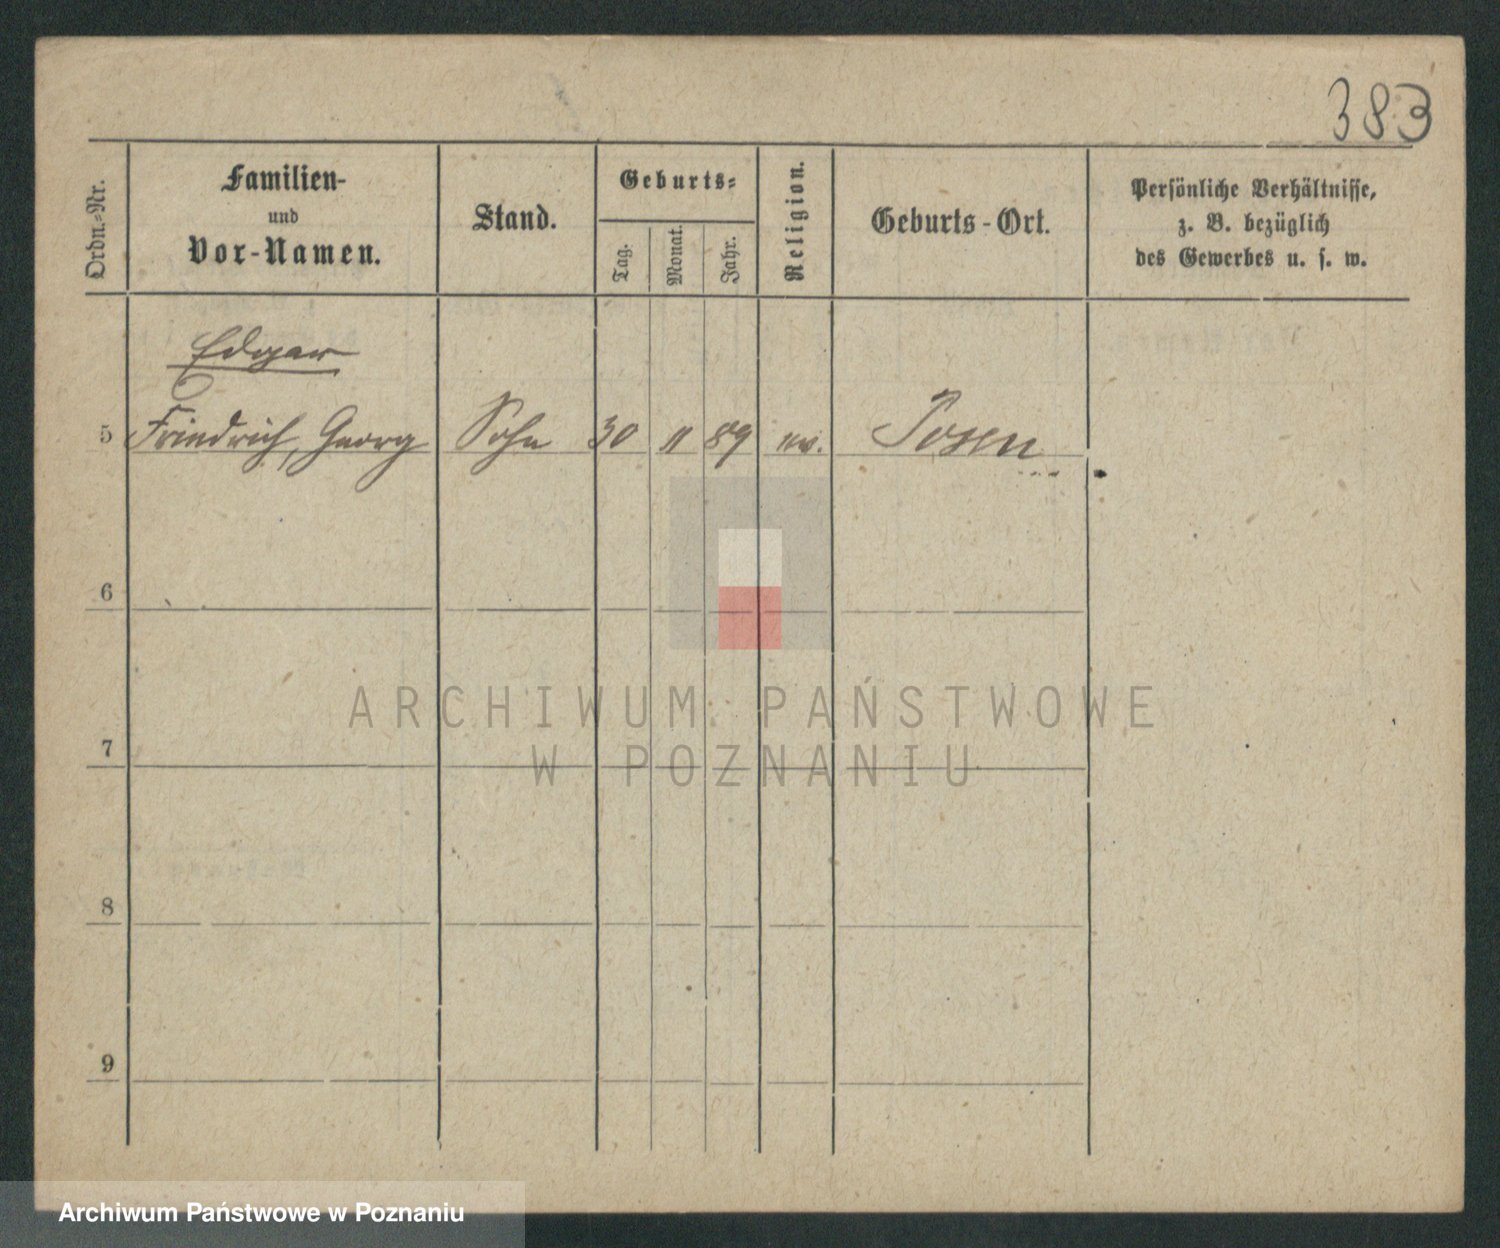 383
Ordn.-Nr.
Familien-
und
Vor-Namen.
Stand.
Geburts-
Tag.
Monat.
Jahr.
Religion.
Geburts-Ort.
Persönliche Verhältnisse,
z. B. bezüglich
des Gewerbes u. s. w.
Edgar
5 Friedrich, Georg Sohn 30 11 89 ev. Posen
6
ARCHIWUM PAŃSTWOWE
W POZNANIU
7
8
9
Archiwum Państwowe w Poznaniu